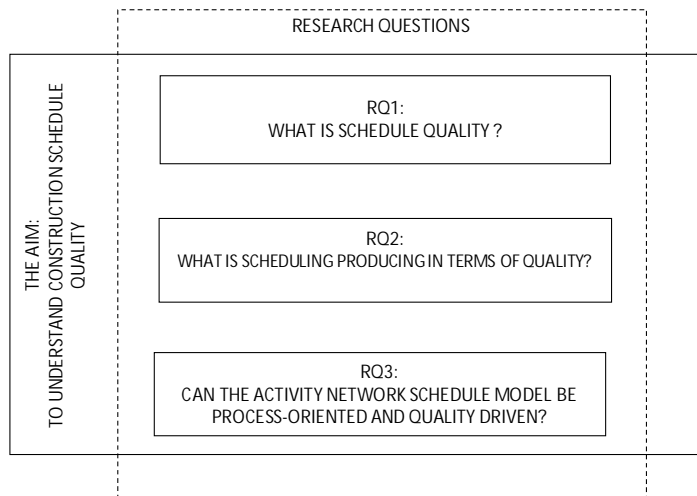 RESEARCH QUESTIONS
THE AIM:
TO UNDERSTAND CONSTRUCTION SCHEDULE
QUALITY
RQ1:
WHAT IS SCHEDULE QUALITY ?
RQ2:
WHAT IS SCHEDULING PRODUCING IN TERMS OF QUALITY?
RQ3:
CAN THE ACTIVITY NETWORK SCHEDULE MODEL BE
PROCESS-ORIENTED AND QUALITY DRIVEN?